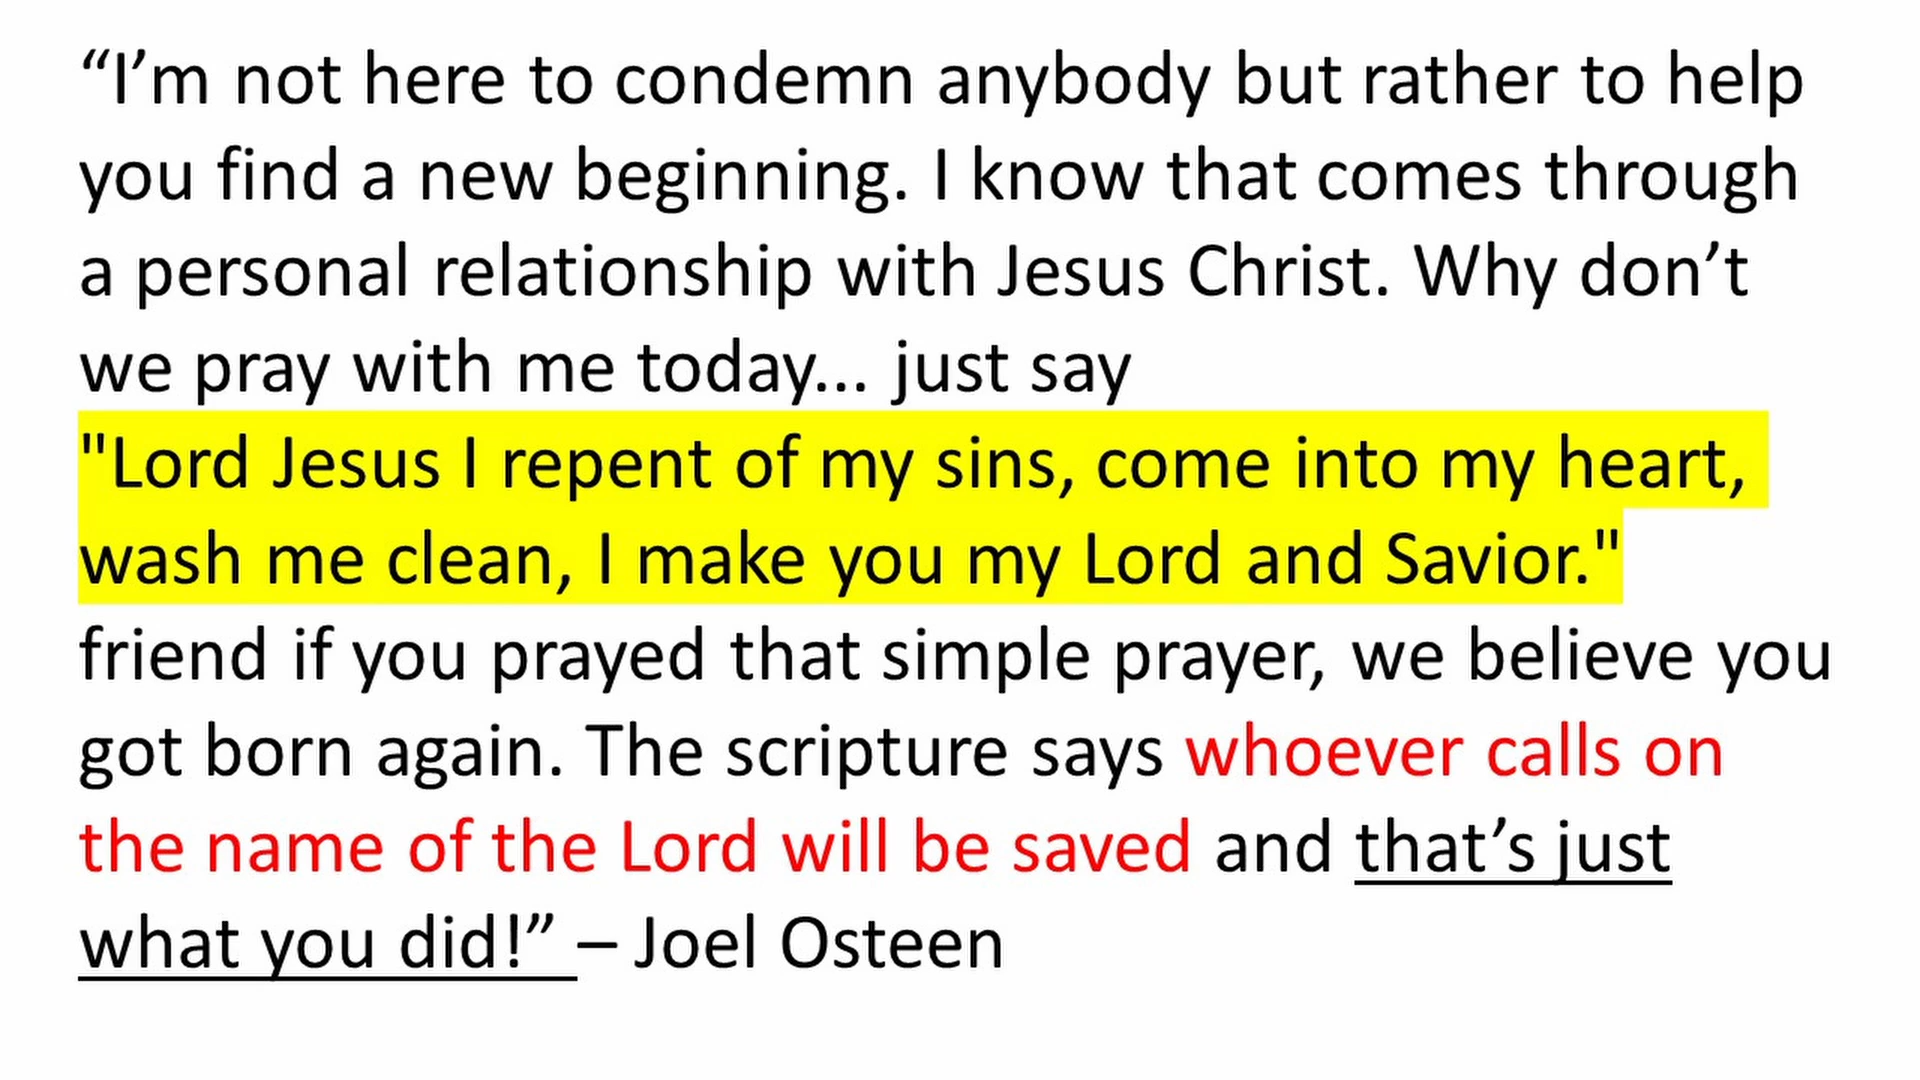 “I’m not here to condemn anybody but rather to help
you find a new beginning. I know that comes through
a personal relationship with Jesus Christ. Why don’t
we pray with me today... just say
"Lord Jesus I repent of my sins, come into my heart,
wash me clean, I make you my Lord and Savior."
friend if you prayed that simple prayer, we believe you
got born again. The scripture says whoever calls on
the name of the Lord will be saved and that’s just
what you did!” – Joel Osteen